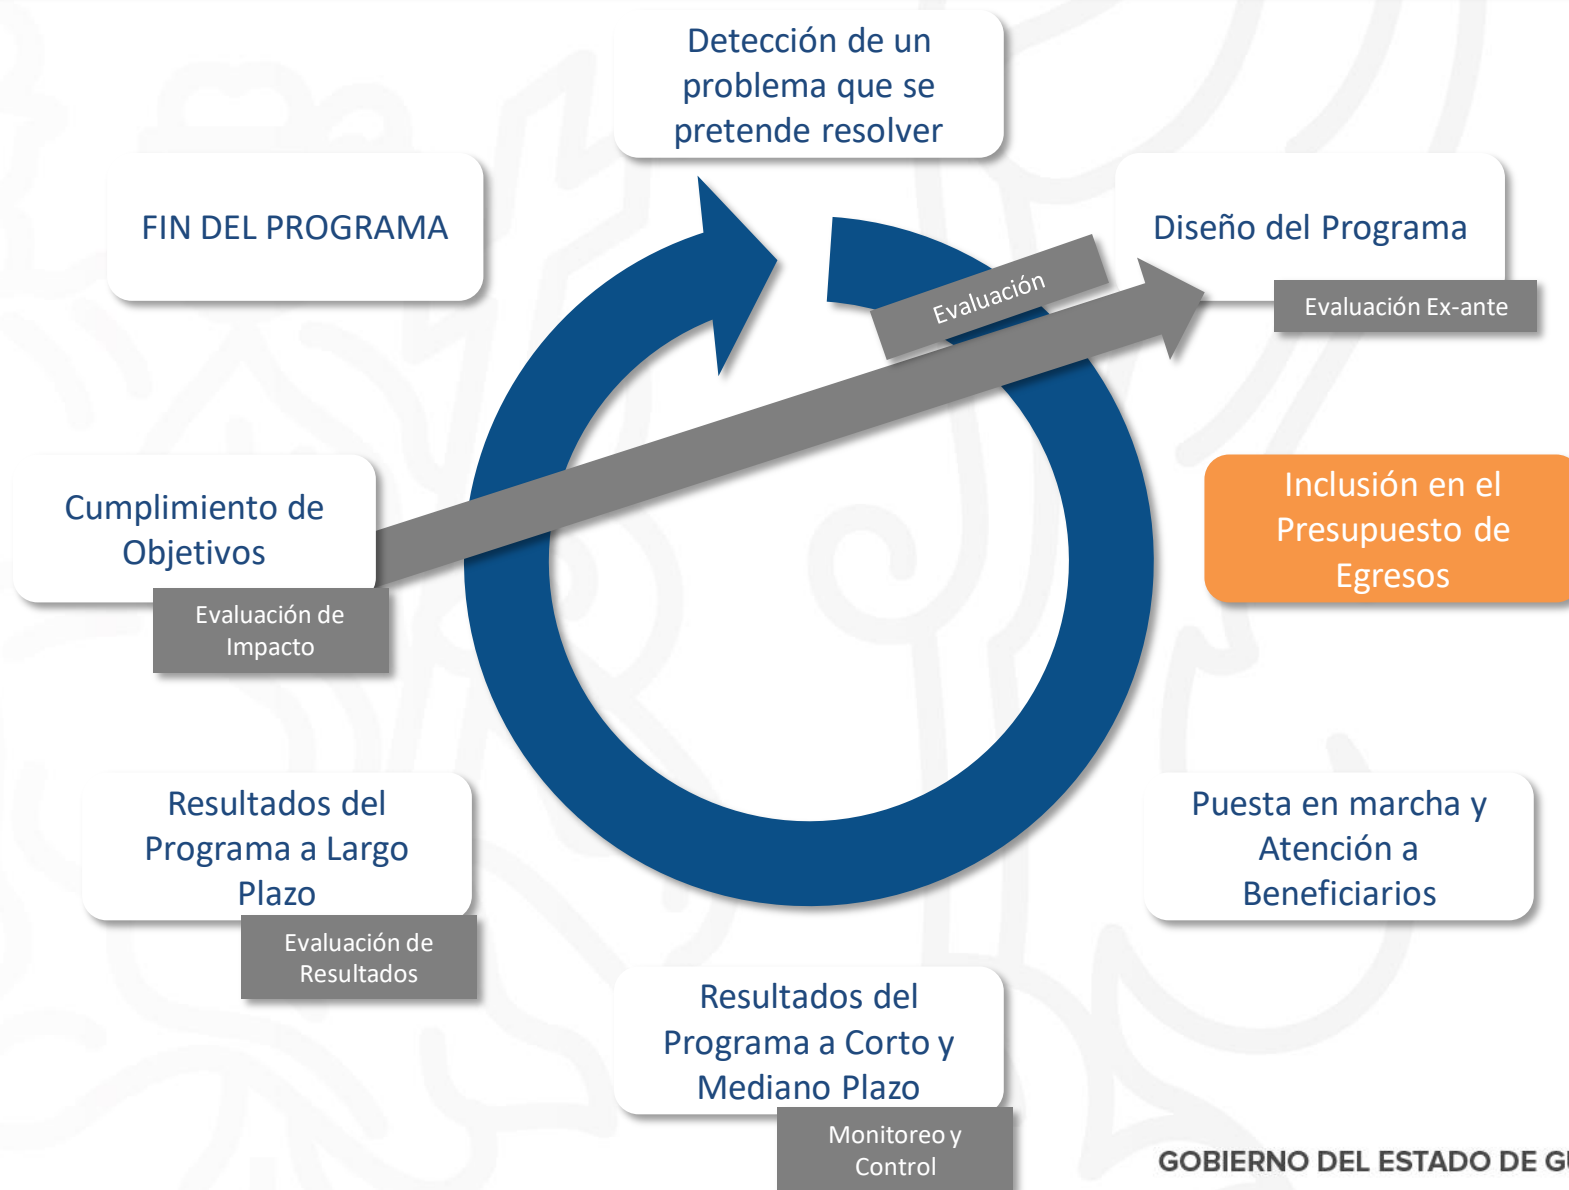 Detección de un
problema que se
pretende resolver
FIN DEL PROGRAMA
Diseño del Programa
Evaluación
Evaluación Ex-ante
Cumplimiento de
Objetivos
Evaluación de
Impacto
Inclusión en el
Presupuesto de
Egresos
Resultados del
Programa a Largo
Plazo
Evaluación de
Resultados
Puesta en marcha y
Atención a
Beneficiarios
Resultados del
Programa a Corto y
Mediano Plazo
Monitoreo y
Control
GOBIERNO DEL ESTADO DE